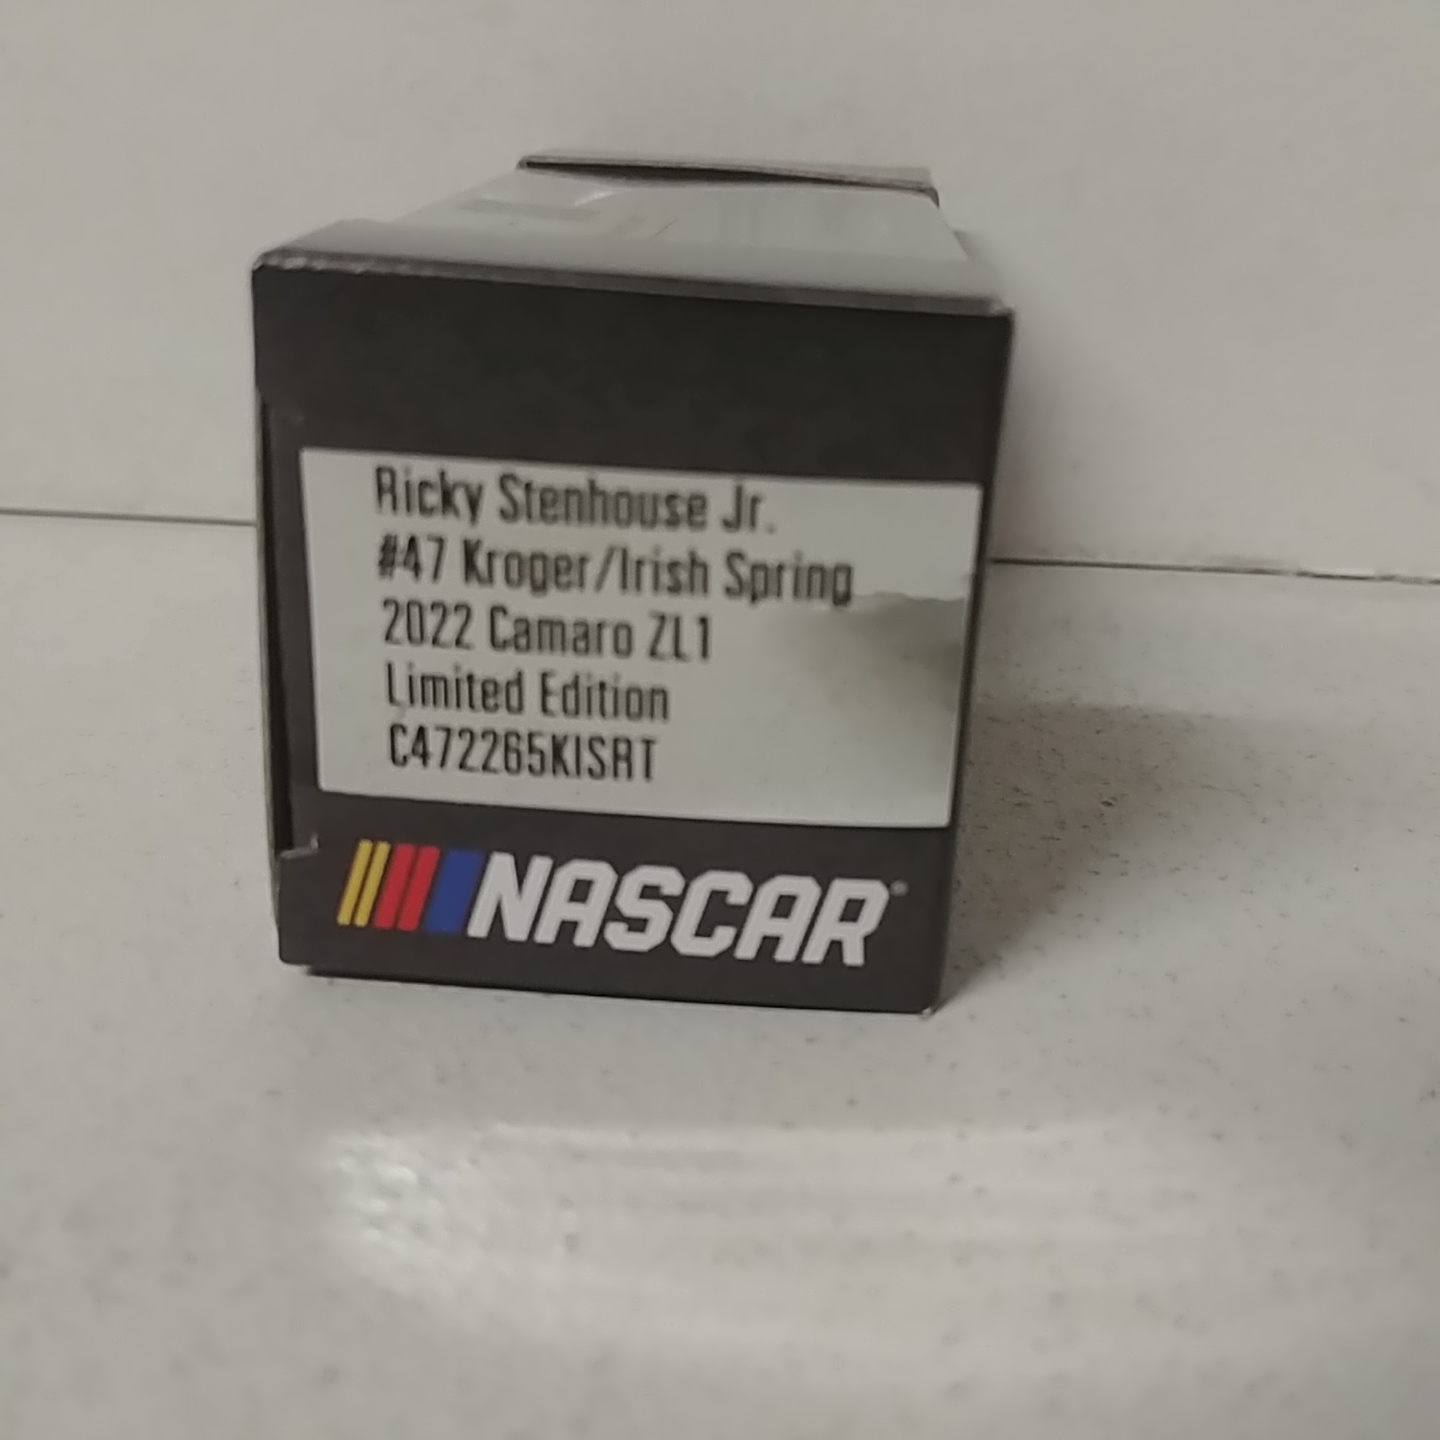 Ricky Stenhouse Jr.
#47 Kroger/Irish Spring
2022 Camaro ZL1
Limited Edition
C472265KISRT
NASCAR®